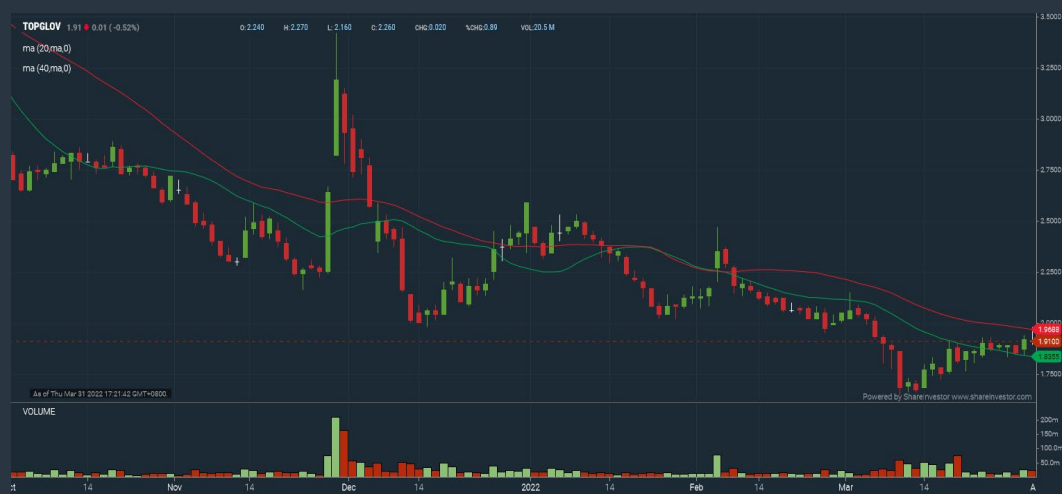 TOPGLOV 1.91 0.01 (-0.52%) O: 2.240 H: 2.270 L: 2.160 C: 2.260 CHG:0.020 %CHG:0.89 VOL:20.5 M
ma (20,ma,0)
ma (40,ma,0)
3.5000
3.2500
3.0000
2.7500
2.5000
2.2500
2.0000
1.9688
1.9100
1.7500
As of Thu Mar 31 2022 17:21:42 GMT+0800.
Powered by ShareInvestor www.shareinvestor.com
VOLUME
200m
150m
100.0m
50.0m
14 Nov 14 Dec 14 2022 14 Feb 14 Mar 14 A